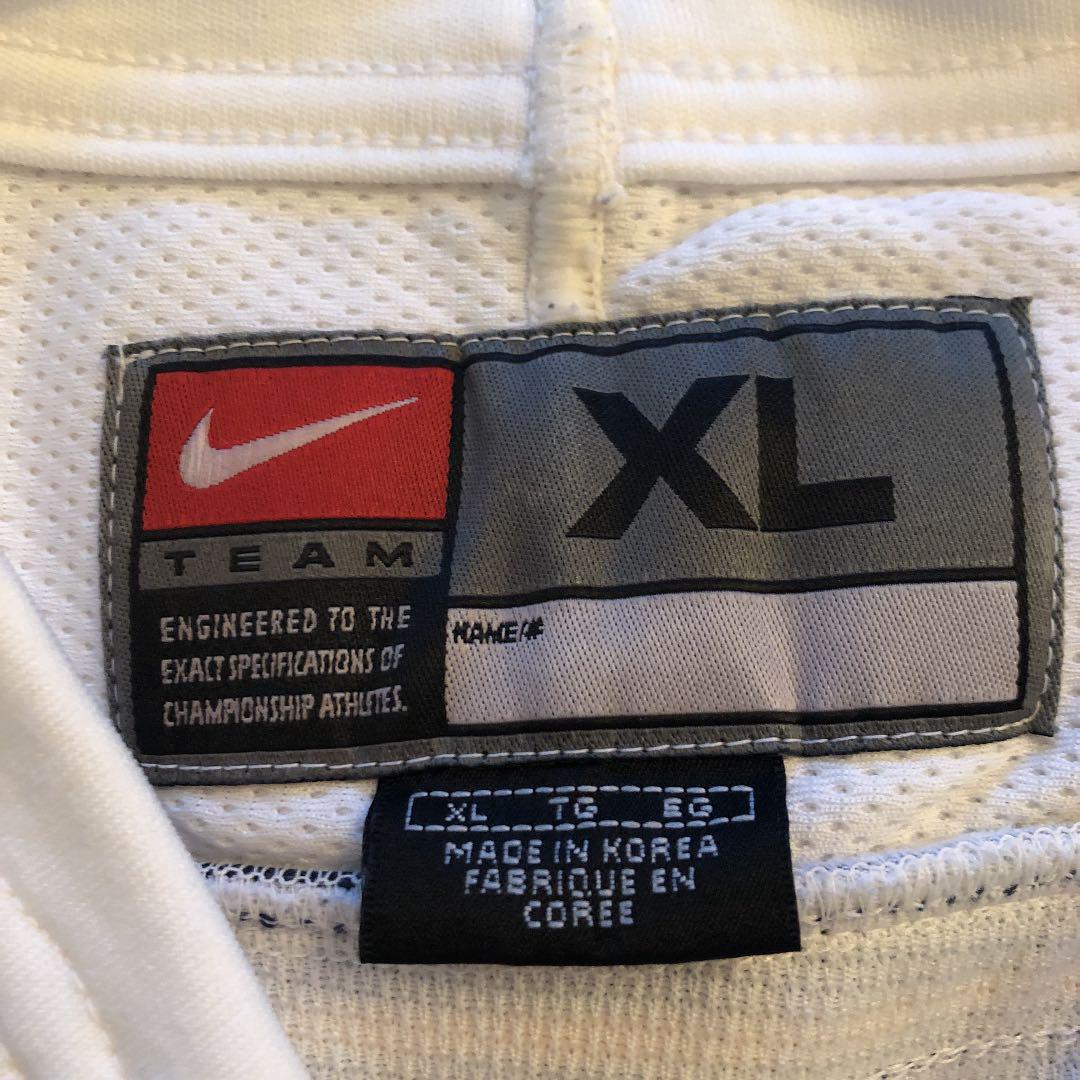 XL
TEAM
ENGINEERED TO THE
EXACT SPECIFICATIONS OF
CHAMPIONSHIP ATHLETES.
NAME/#
XL TG EG
MADE IN KOREA
FABRIQUE EN
COREE